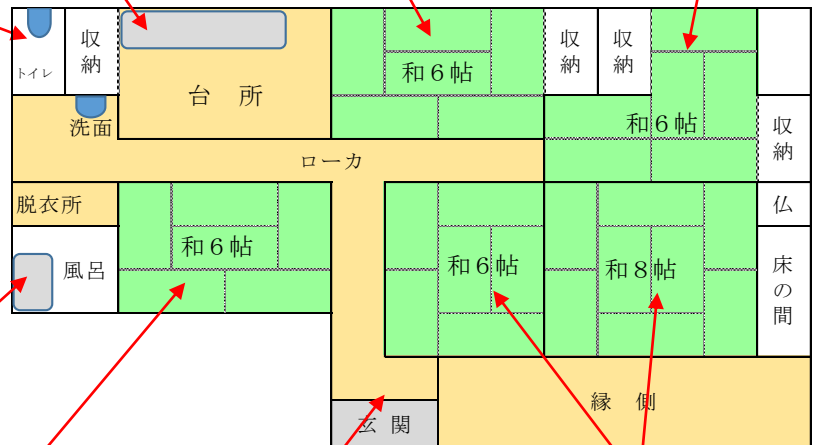 トイレ
収納
台 所
和６帖
収納
収納
和６帖
収納
洗面
ローカ
脱衣所
風呂
和６帖
和６帖
和８帖
仏
床の間
縁 側
玄 関